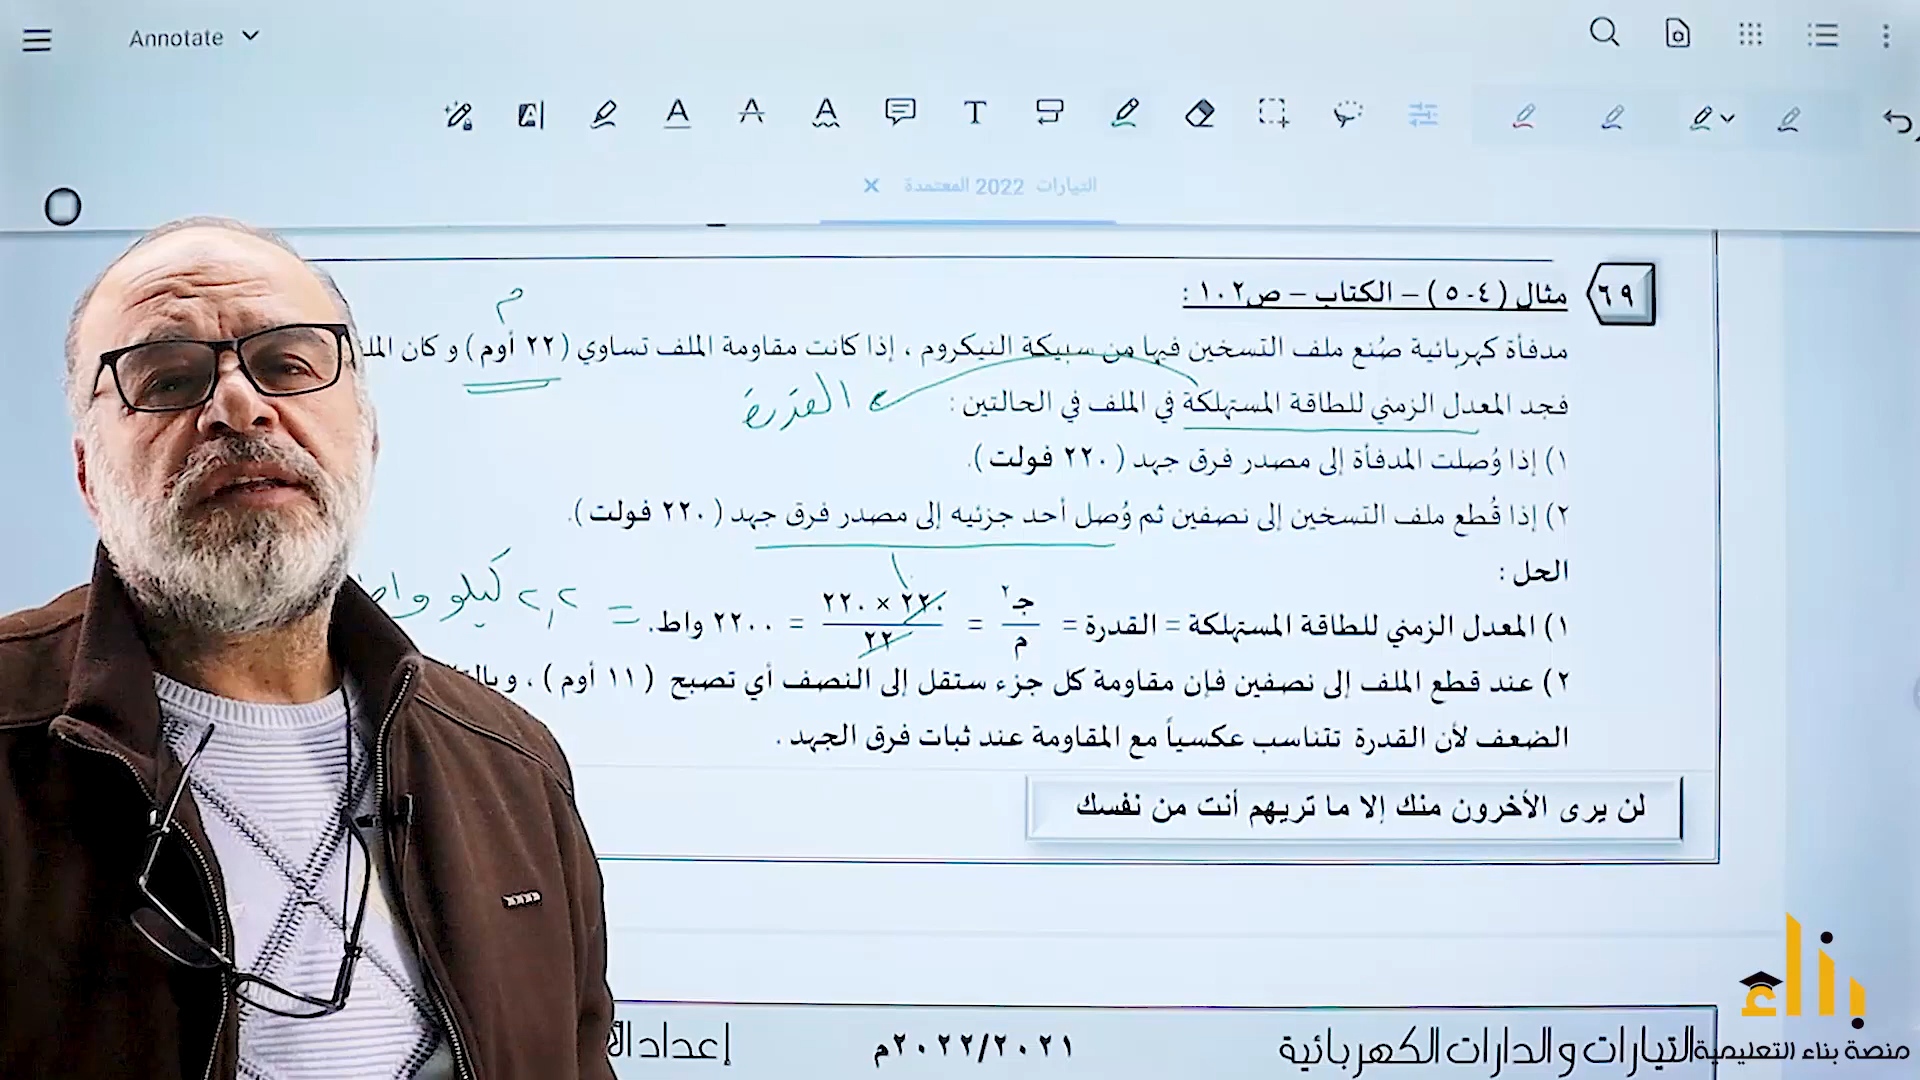 Annotate
التيارات 2022 المعتمدة
٦٩
مثال (٤-٥) – الكتاب – ص١٠٢ :
م
مدفأة كهربائية صُنع ملف التسخين فيها من سبيكة النيكروم ، إذا كانت مقاومة الملف تساوي (٢٢ أوم) و كان
فجد المعدل الزمني للطاقة المستهلكة في الملف في الحالتين :
القدرة
١) إذا وُصلت المدفأة إلى مصدر فرق جهد (٢٢٠ فولت).
٢) إذا قُطع ملف التسخين إلى نصفين ثم وُصل أحد جزئيه إلى مصدر فرق جهد (٢٢٠ فولت).
الحل :
١) المعدل الزمني للطاقة المستهلكة = القدرة = جـ٢ / م = ٢٢٠ × ٢٢٠ / ٢٢ = ٢٢٠٠ واط. = ٢,٢ كيلو
٢) عند قطع الملف إلى نصفين فإن مقاومة كل جزء ستقل إلى النصف أي تصبح (١١ أوم) ،
الضعف لأن القدرة تتناسب عكسياً مع المقاومة عند ثبات فرق الجهد .
لن يرى الأخرون منك إلا ما تريهم أنت من نفسك
التيارات والدارات الكهربائية
٢٠٢٢/٢٠٢١م
إعداد
بناء
منصة بناء التعليمية